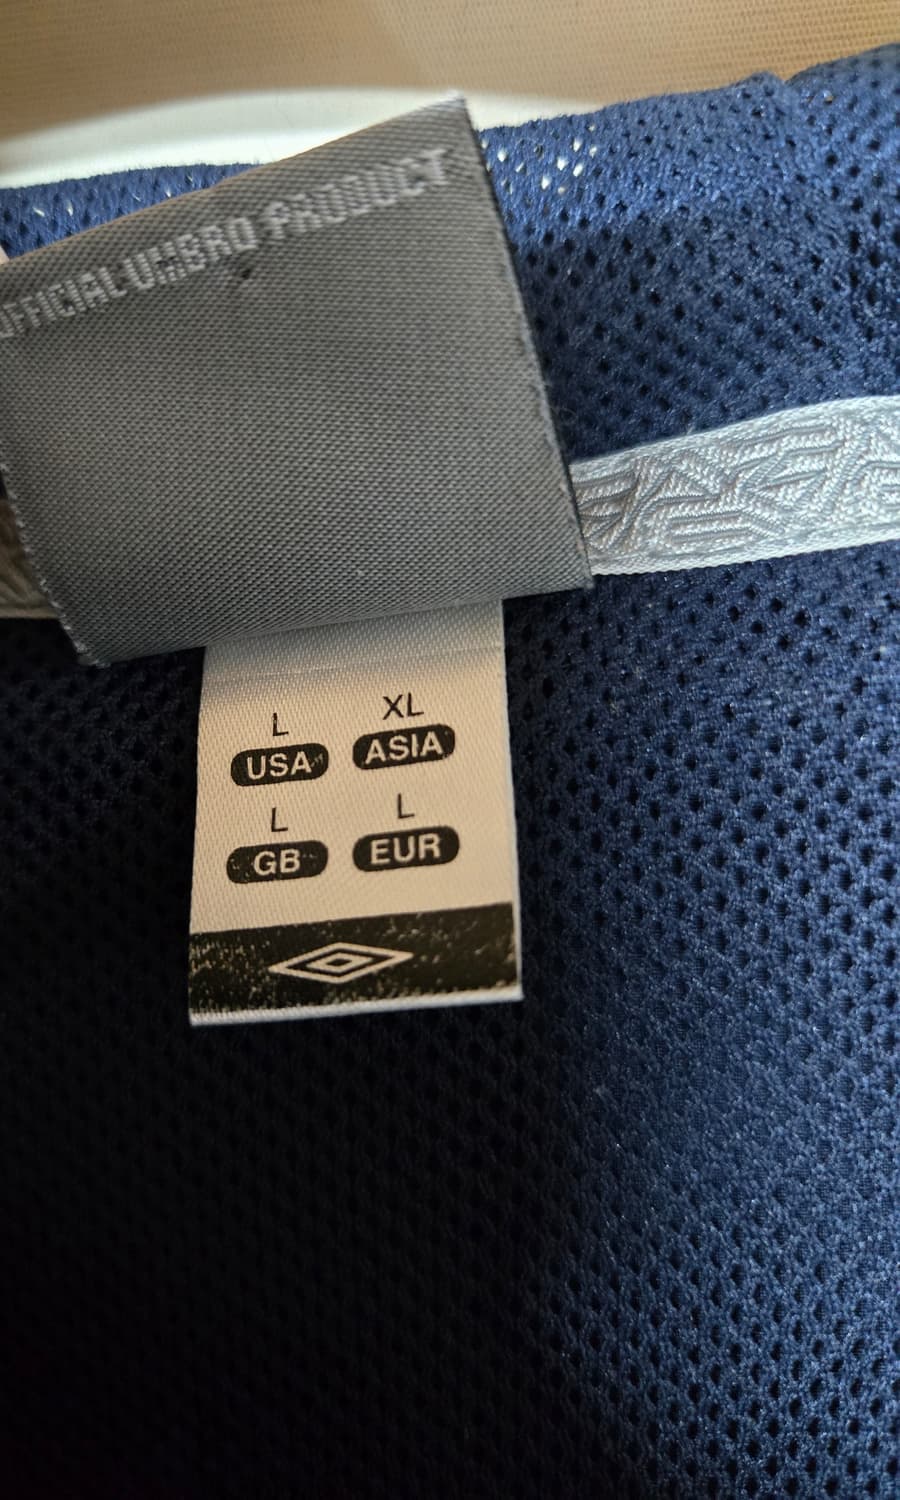 OFFICIAL UMBRO PRODUCT
L XL
USA ASIA
L L
GB EUR